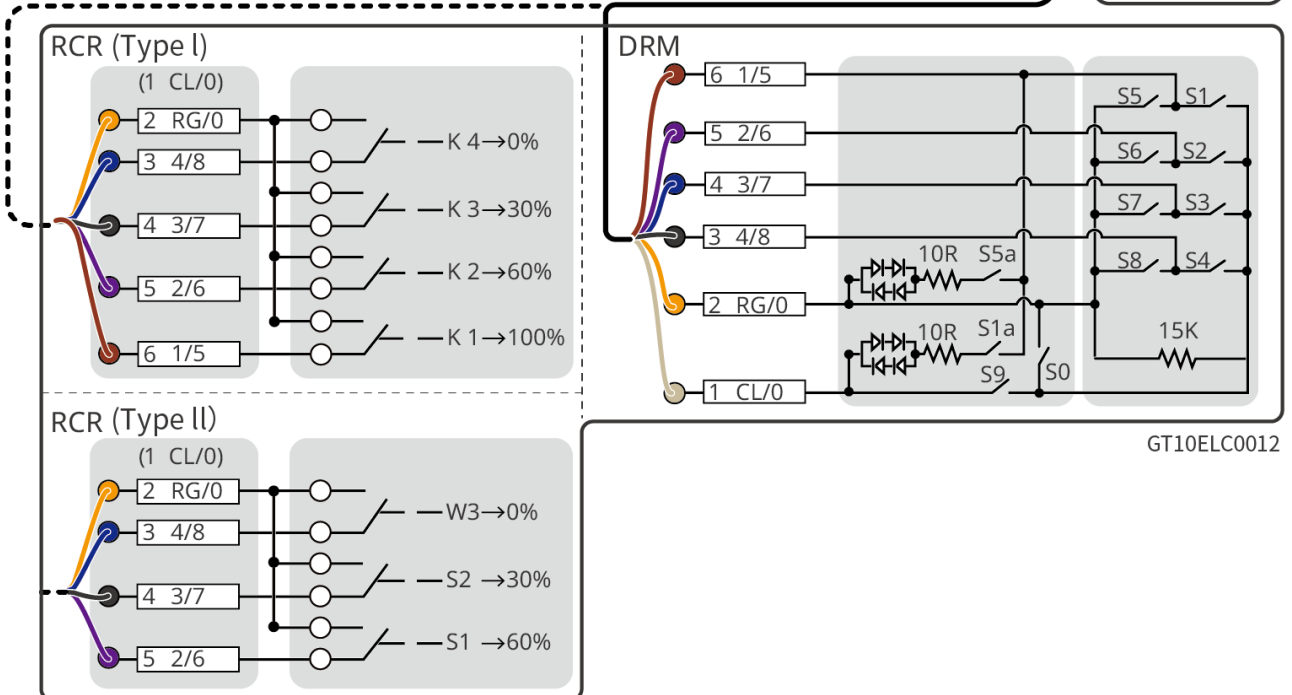 RCR (Type l)
(1 CL/0)
2 RG/0
3 4/8
4 3/7
5 2/6
6 1/5
K 4→0%
K 3→30%
K 2→60%
K 1→100%
RCR (Type ll)
(1 CL/0)
2 RG/0
3 4/8
4 3/7
5 2/6
W3→0%
S2 →30%
S1 →60%
DRM
6 1/5
5 2/6
4 3/7
3 4/8
2 RG/0
1 CL/0
10R S5a
10R S1a
S9 S0
S5 S1
S6 S2
S7 S3
S8 S4
15K
GT10ELC0012